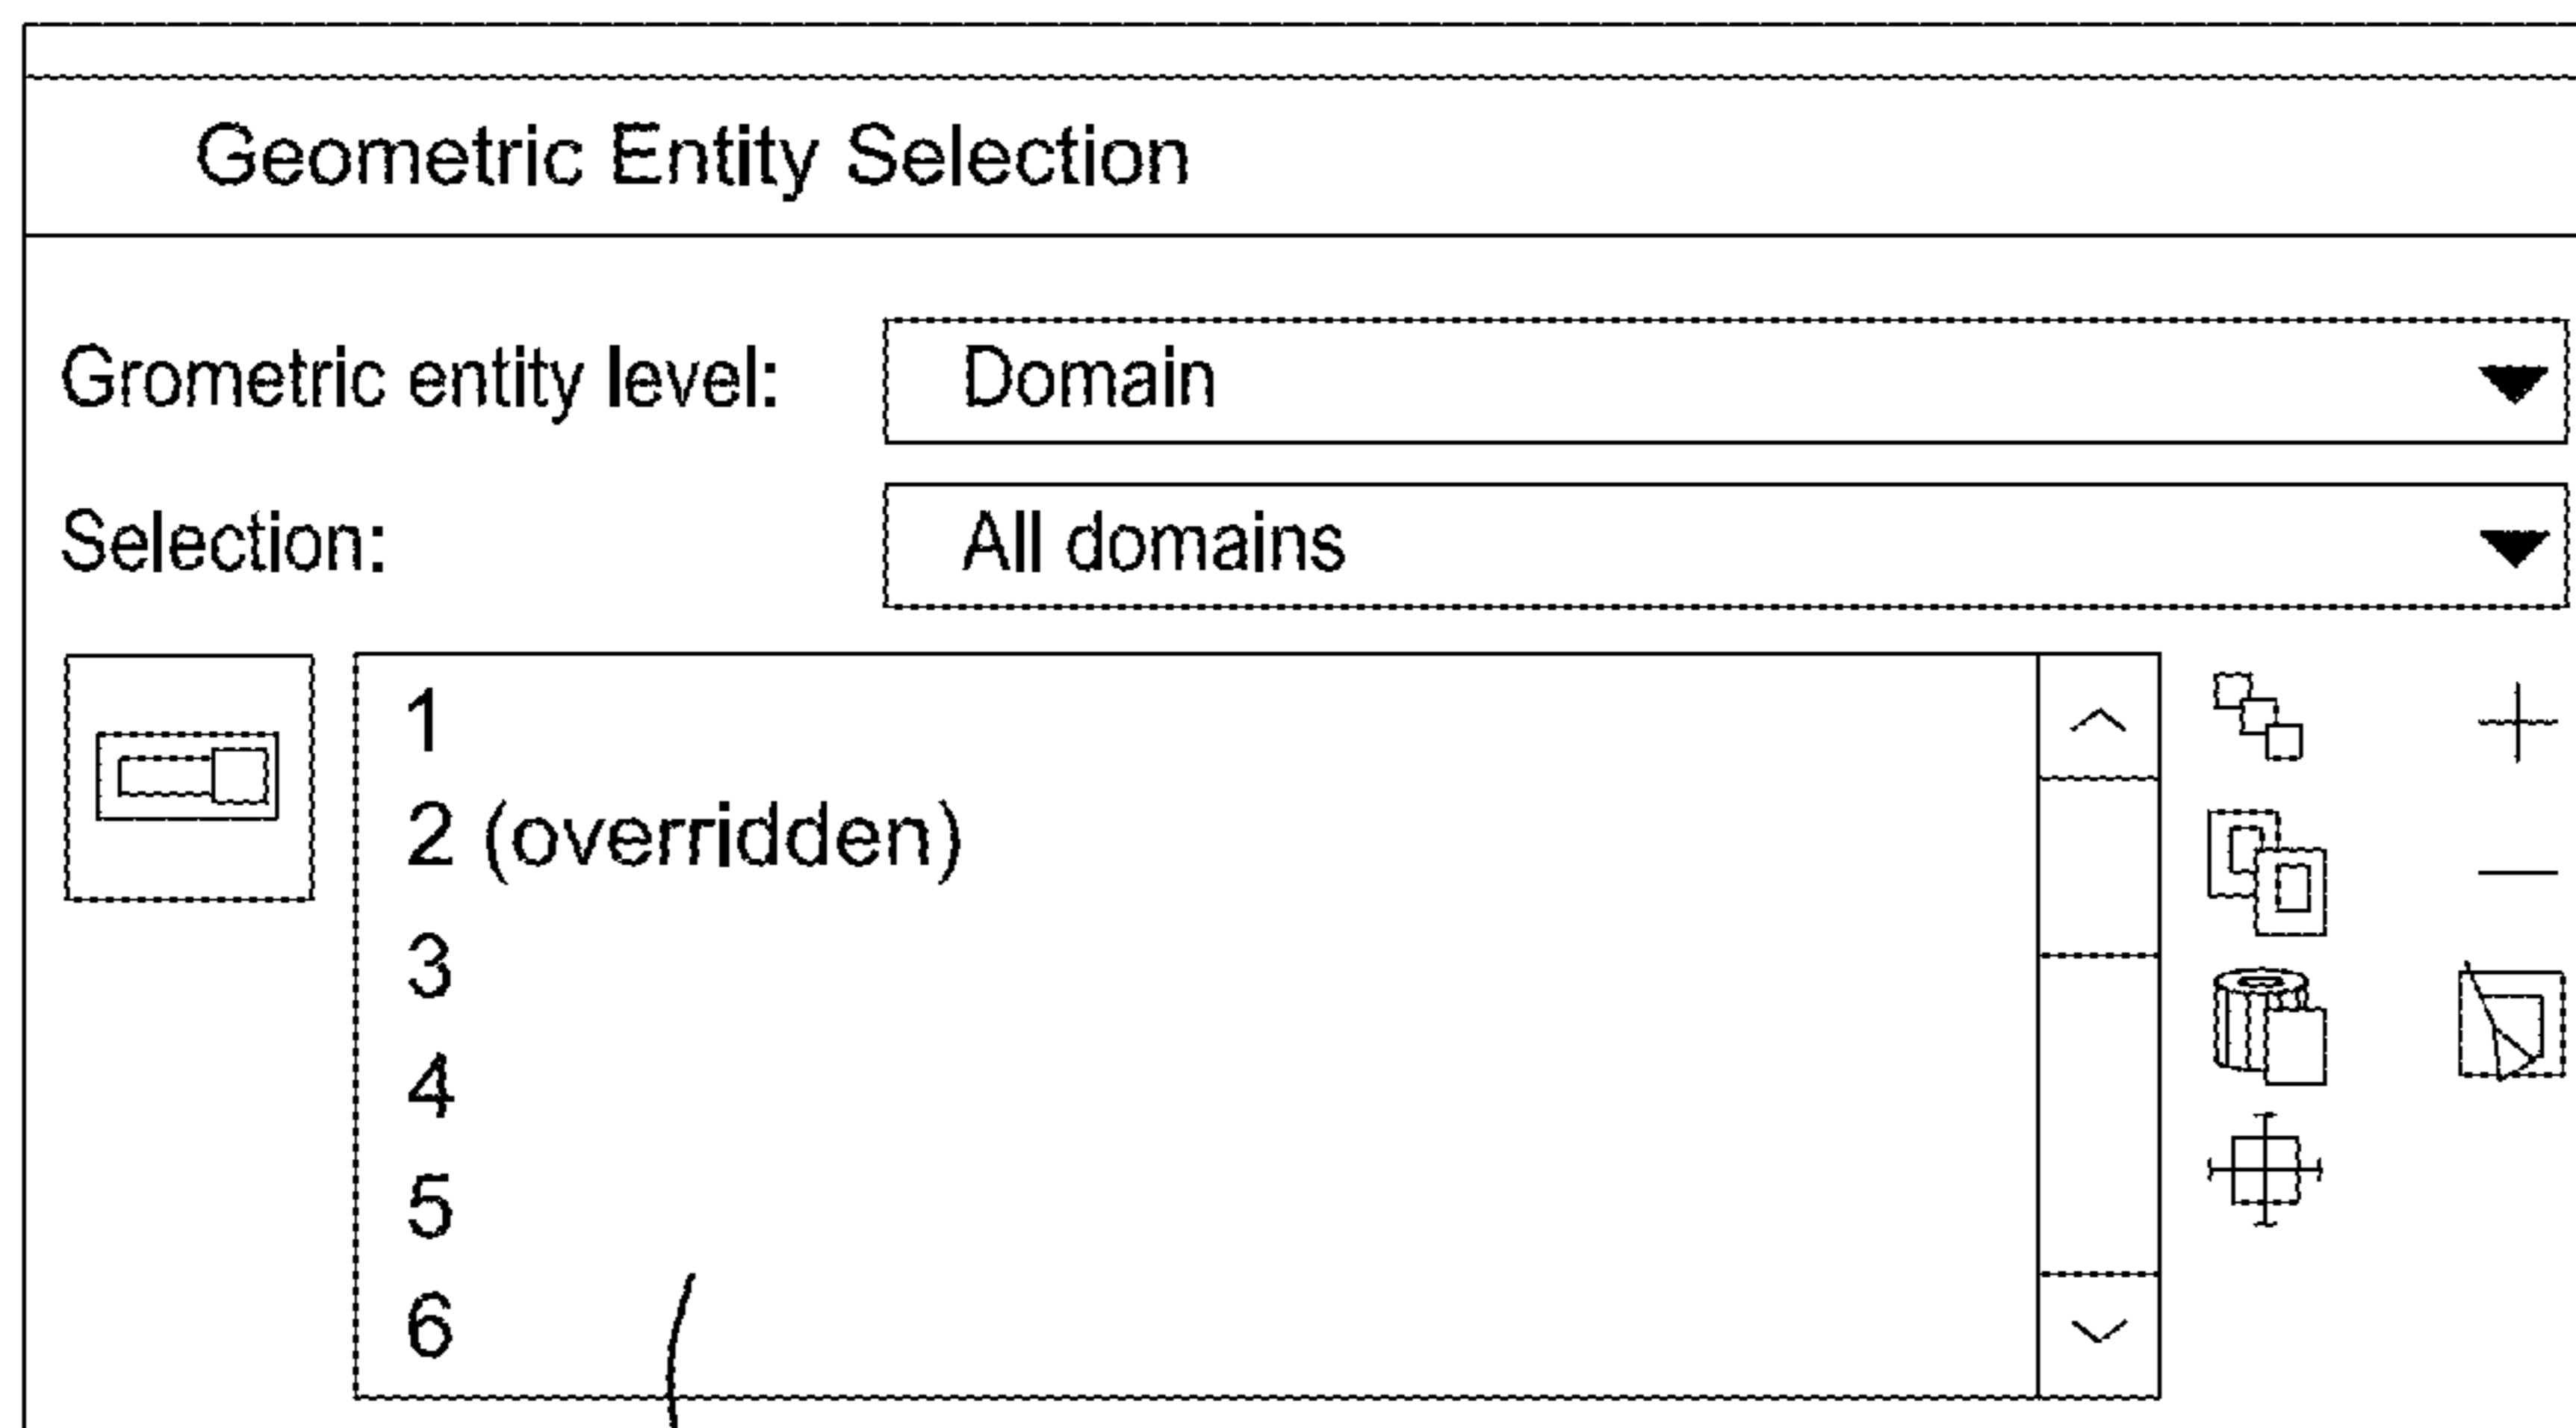 Geometric Entity Selection
Grometric entity level: Domain
Selection: All domains
1
2 (overridden)
3
4
5
6